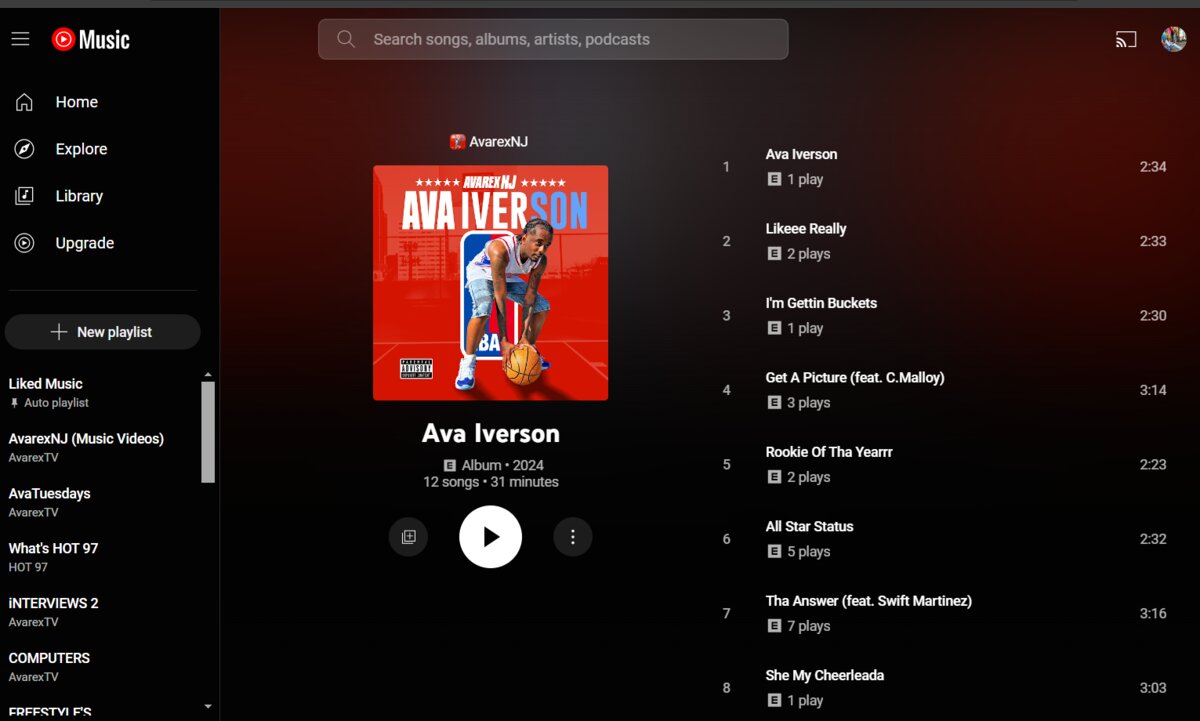 Music
Search songs, albums, artists, podcasts
Home
Explore
Library
Upgrade
New playlist
Liked Music
Auto playlist
AvarexNJ (Music Videos)
AvarexTV
AvaTuesdays
AvarexTV
What's HOT 97
HOT 97
iNTERVIEWS 2
AvarexTV
COMPUTERS
AvarexTV
FREESTYLE'S
AvarexNJ
AVAREXNJ
AVA IVERSON
BA
PARENTAL
ADVISORY
EXPLICIT CONTENT
Ava Iverson
E Album • 2024
12 songs • 31 minutes
1 Ava Iverson 2:34
E 1 play
2 Likeee Really 2:33
E 2 plays
3 I'm Gettin Buckets 2:30
E 1 play
4 Get A Picture (feat. C.Malloy) 3:14
E 3 plays
5 Rookie Of Tha Yearrr 2:23
E 2 plays
6 All Star Status 2:32
E 5 plays
7 Tha Answer (feat. Swift Martinez) 3:16
E 7 plays
8 She My Cheerleada 3:03
E 1 play